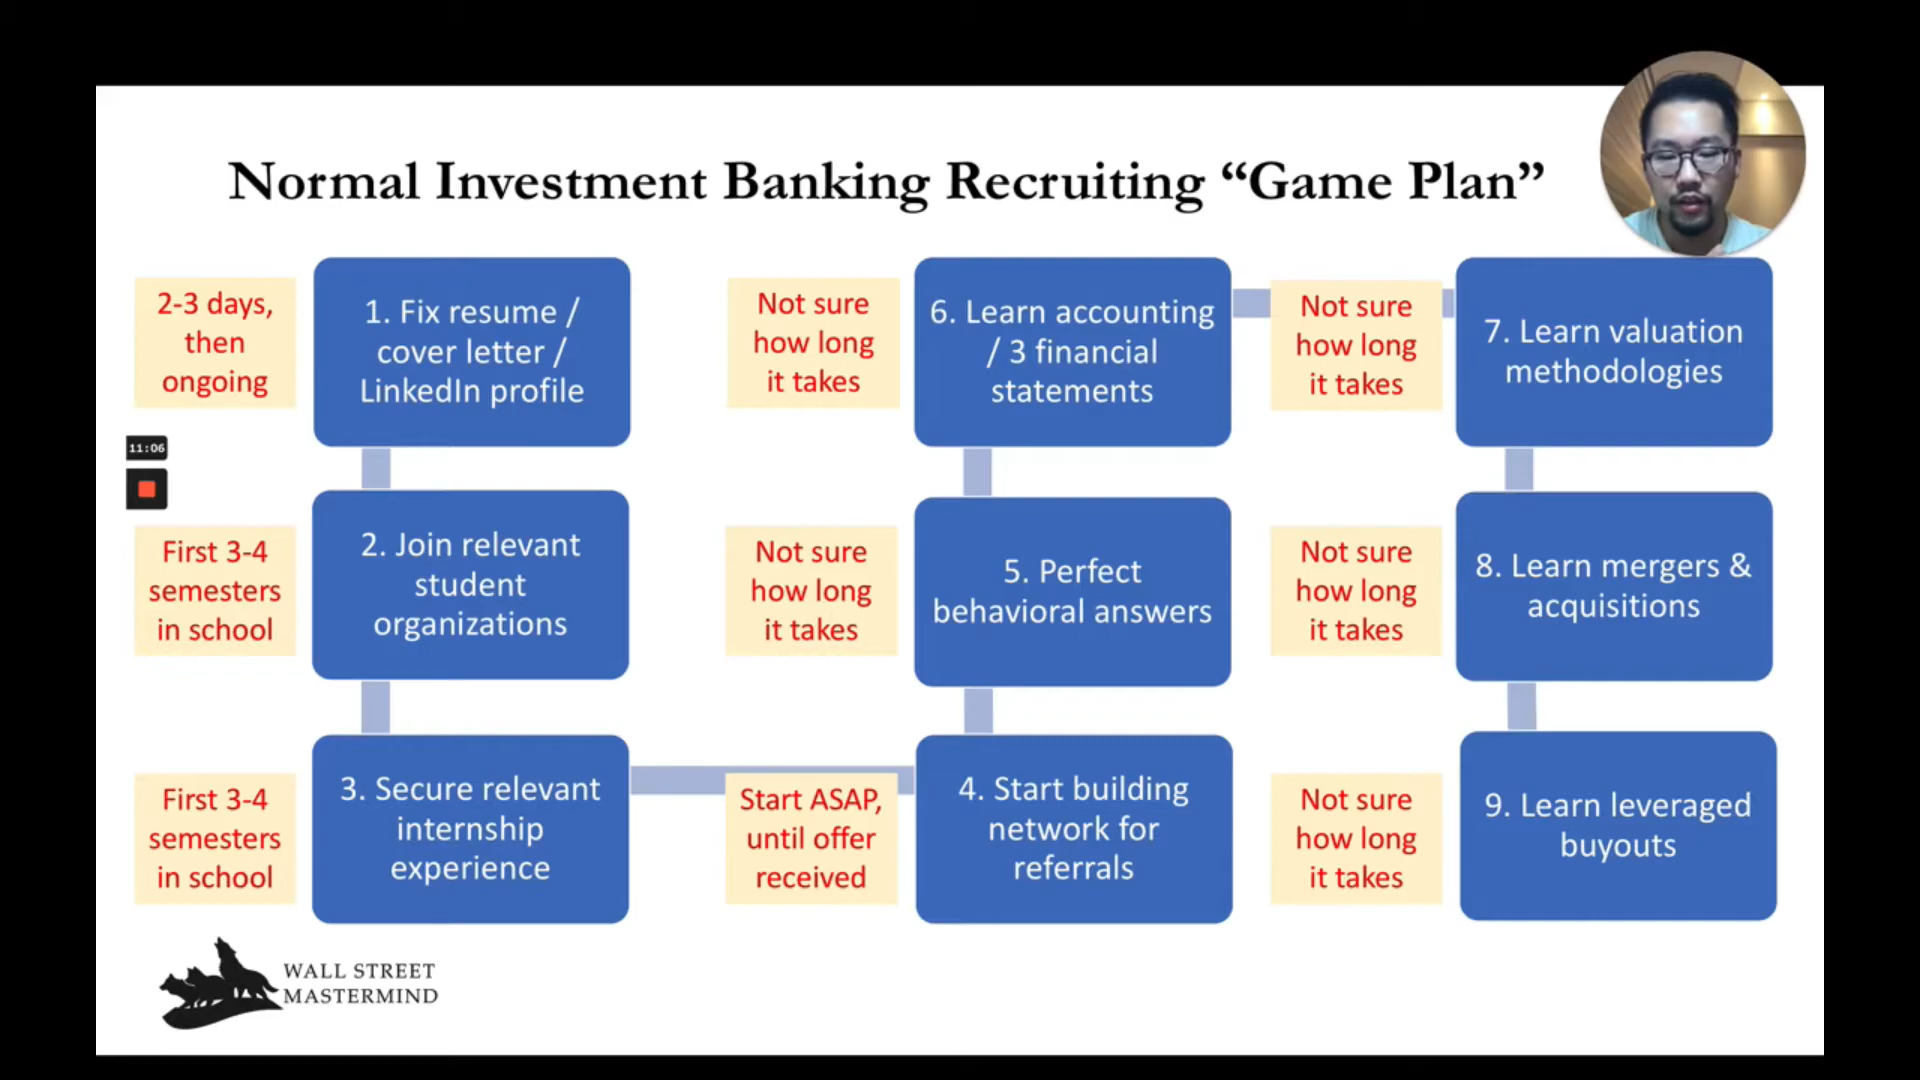 Normal Investment Banking Recruiting “Game Plan”
2-3 days,
then
ongoing
1. Fix resume /
cover letter /
LinkedIn profile
11:06
First 3-4
semesters
in school
2. Join relevant
student
organizations
First 3-4
semesters
in school
3. Secure relevant
internship
experience
Start ASAP,
until offer
received
4. Start building
network for
referrals
Not sure
how long
it takes
5. Perfect
behavioral answers
Not sure
how long
it takes
6. Learn accounting
/ 3 financial
statements
Not sure
how long
it takes
7. Learn valuation
methodologies
Not sure
how long
it takes
8. Learn mergers &
acquisitions
Not sure
how long
it takes
9. Learn leveraged
buyouts
WALL STREET
MASTERMIND